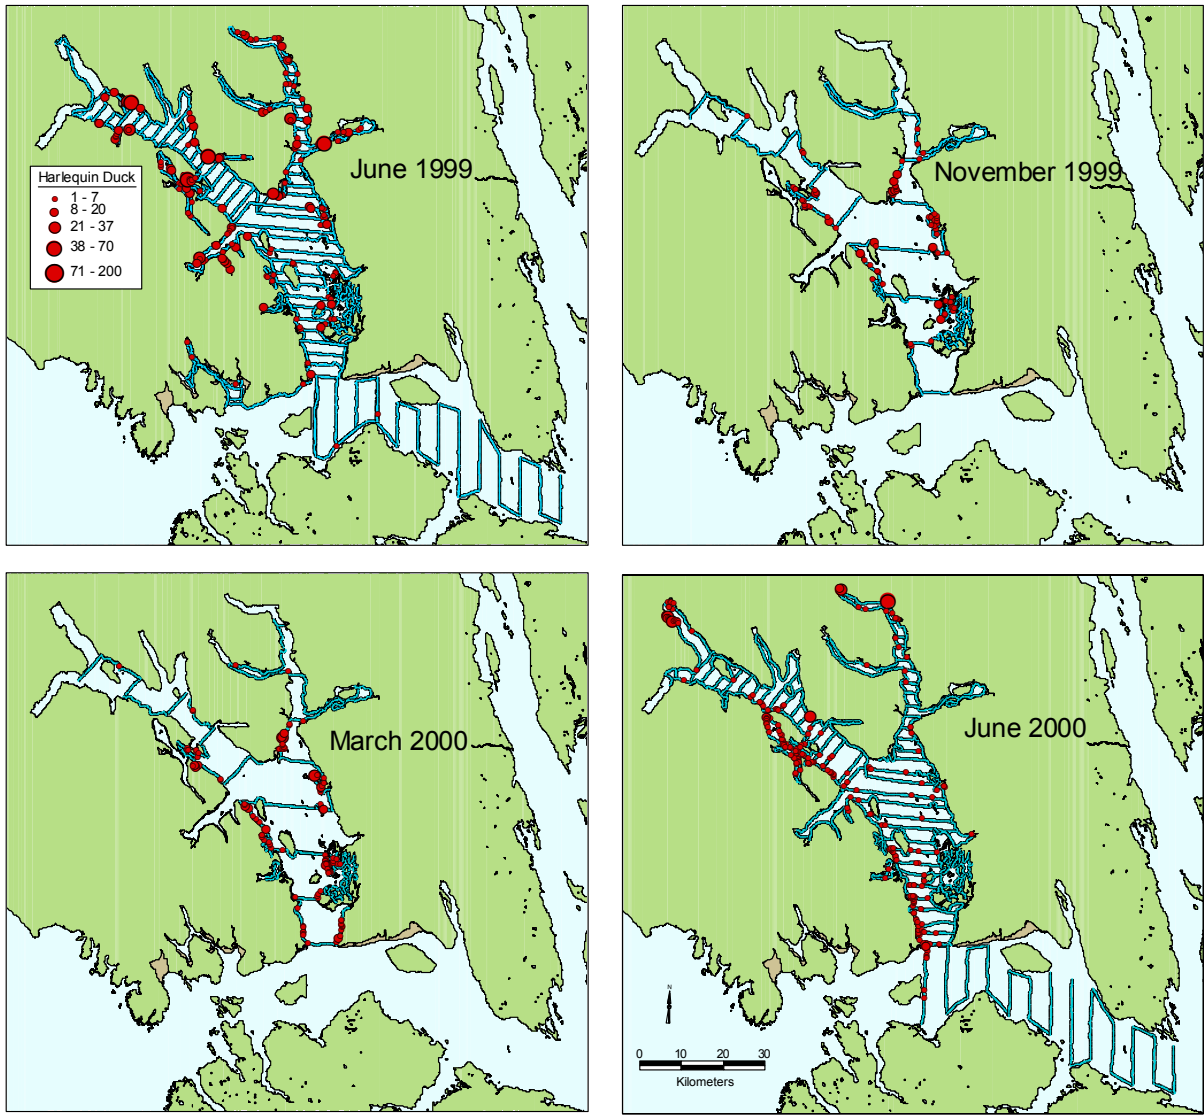 June 1999
Harlequin Duck
1 - 7
8 - 20
21 - 37
38 - 70
71 - 200
November 1999
March 2000
June 2000
N
0 10 20 30
Kilometers